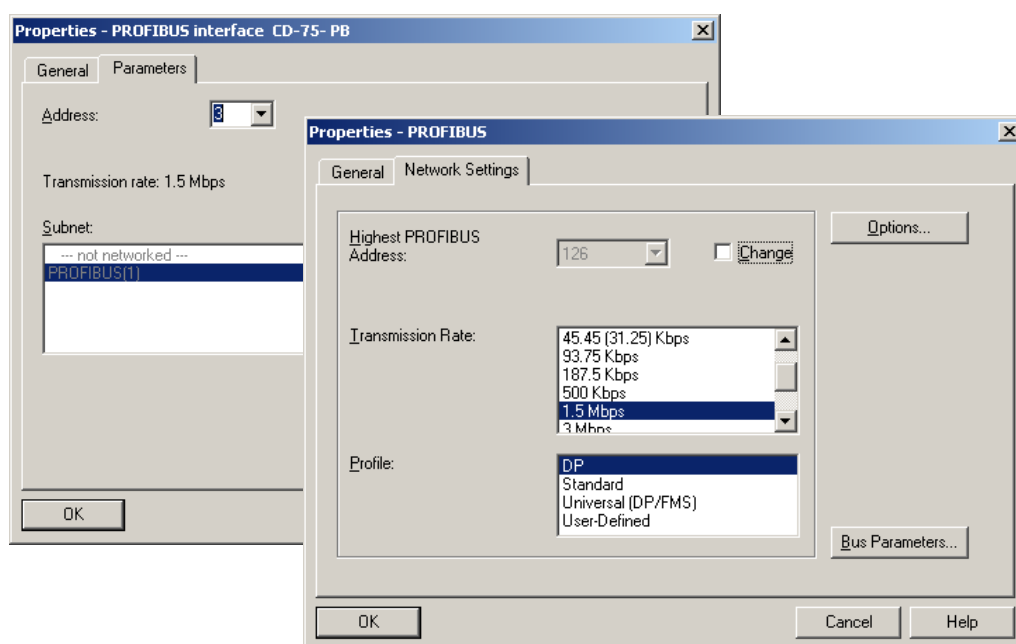 Properties - PROFIBUS interface CD-75- PB
General Parameters
Address: 3
Transmission rate: 1.5 Mbps
Subnet:
--- not networked ---
PROFIBUS(1)
OK
Properties - PROFIBUS
General Network Settings
Highest PROFIBUS
Address:
126
Change
Options...
Transmission Rate:
45.45 (31.25) Kbps
93.75 Kbps
187.5 Kbps
500 Kbps
1.5 Mbps
3 Mbps
Profile:
DP
Standard
Universal (DP/FMS)
User-Defined
Bus Parameters...
OK Cancel Help